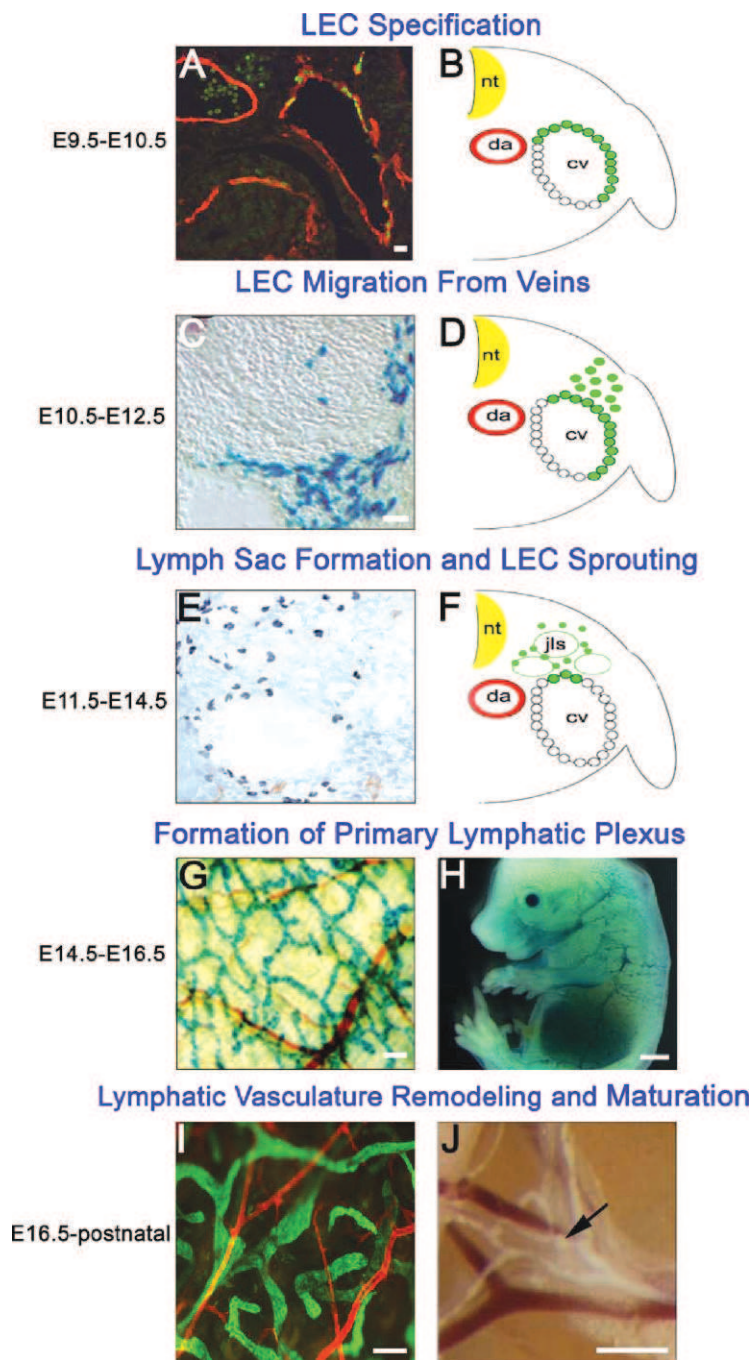 LEC Specification
A
B
nt
E9.5-E10.5
da
cv
LEC Migration From Veins
C
D
nt
E10.5-E12.5
da
cv
Lymph Sac Formation and LEC Sprouting
E
F
nt
jls
E11.5-E14.5
da
cv
Formation of Primary Lymphatic Plexus
G
H
E14.5-E16.5
Lymphatic Vasculature Remodeling and Maturation
I
J
E16.5-postnatal